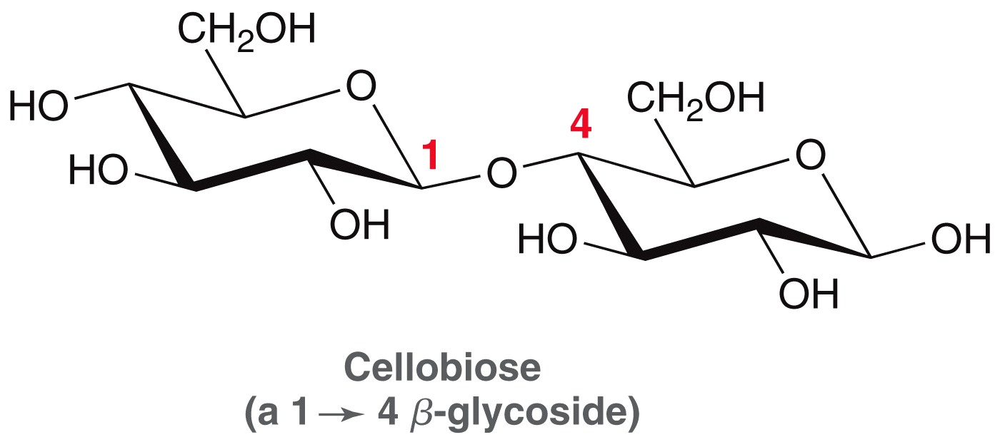 CH₂OH
HO
O
HO
OH
1
O
4
CH₂OH
O
HO
OH
OH
Cellobiose
(a 1→ 4 β-glycoside)